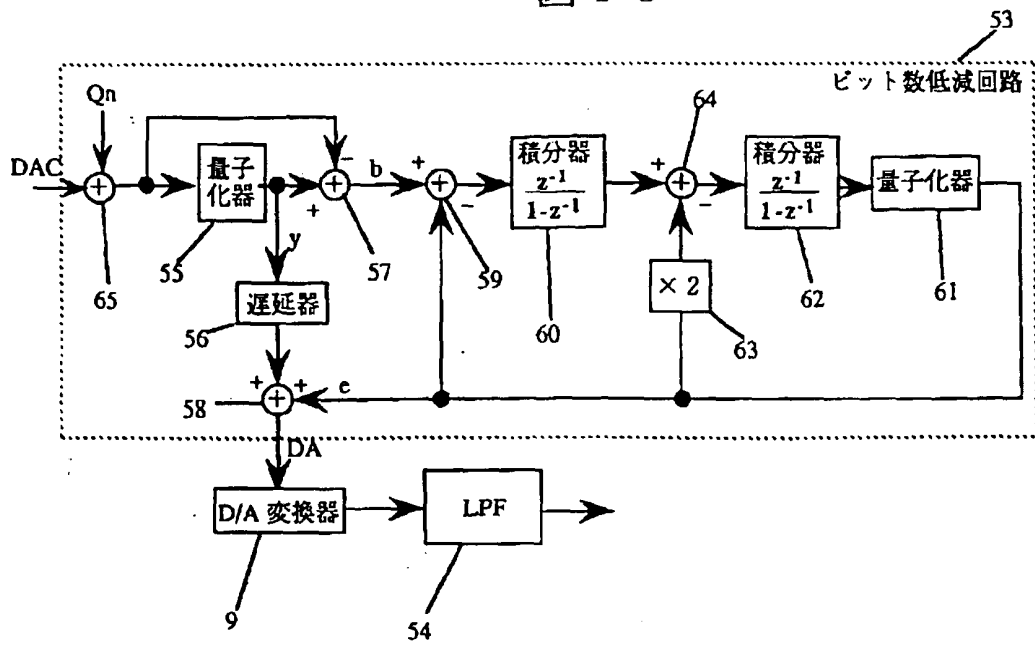 53
ビット数低減回路
Qn
64
DAC
+
量子
化器
-
+
+
b
+
+
-
積分器
z⁻¹
1-z⁻¹
+
+
-
積分器
z⁻¹
1-z⁻¹
量子化器
y
65
55
57
59
60
× 2
63
62
61
遅延器
56
+
+
+
e
58
DA
D/A 変換器
LPF
9
54